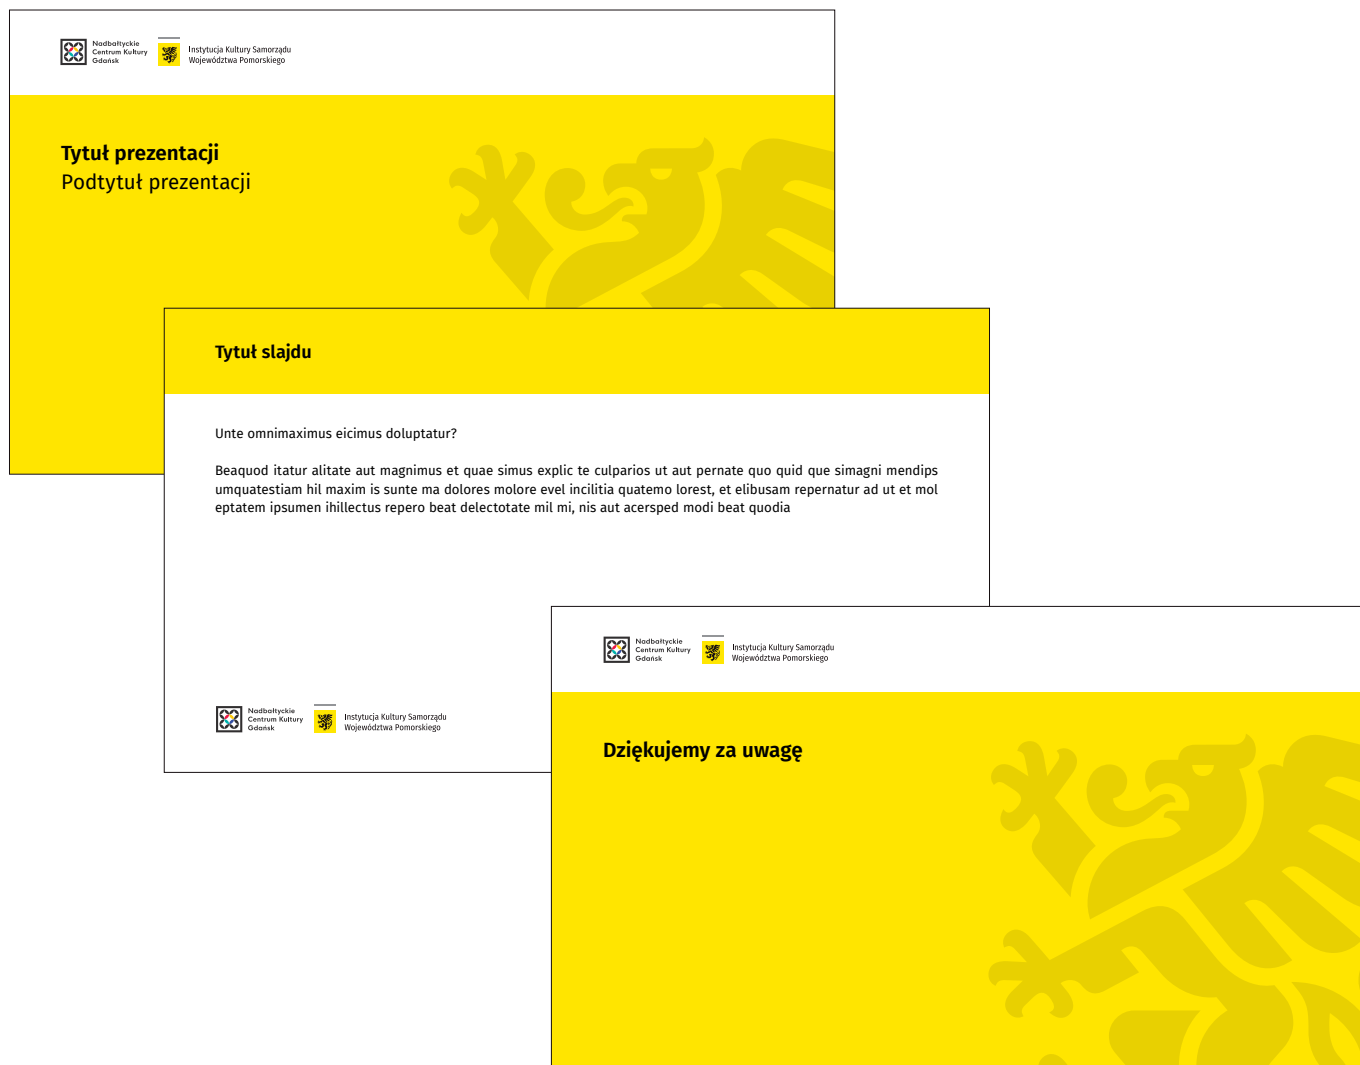 Nadbałtyckie
Centrum Kultury
Gdańsk
Instytucja Kultury Samorządu
Województwa Pomorskiego
Tytuł prezentacji
Podtytuł prezentacji
Tytuł slajdu
Unte omnimaximus eicimus doluptatur?
Beaquod itatur alitate aut magnimus et quae simus explic te culparios ut aut pernate quo quid que simagni mendips
umquatestiam hil maxim is sunte ma dolores molore evel incilitia quatemo lorest, et elibusam repernatur ad ut et mol
eptatem ipsumen ihillectus repero beat delectotate mil mi, nis aut acersped modi beat quodia
Nadbałtyckie
Centrum Kultury
Gdańsk
Instytucja Kultury Samorządu
Województwa Pomorskiego
Nadbałtyckie
Centrum Kultury
Gdańsk
Instytucja Kultury Samorządu
Województwa Pomorskiego
Dziękujemy za uwagę